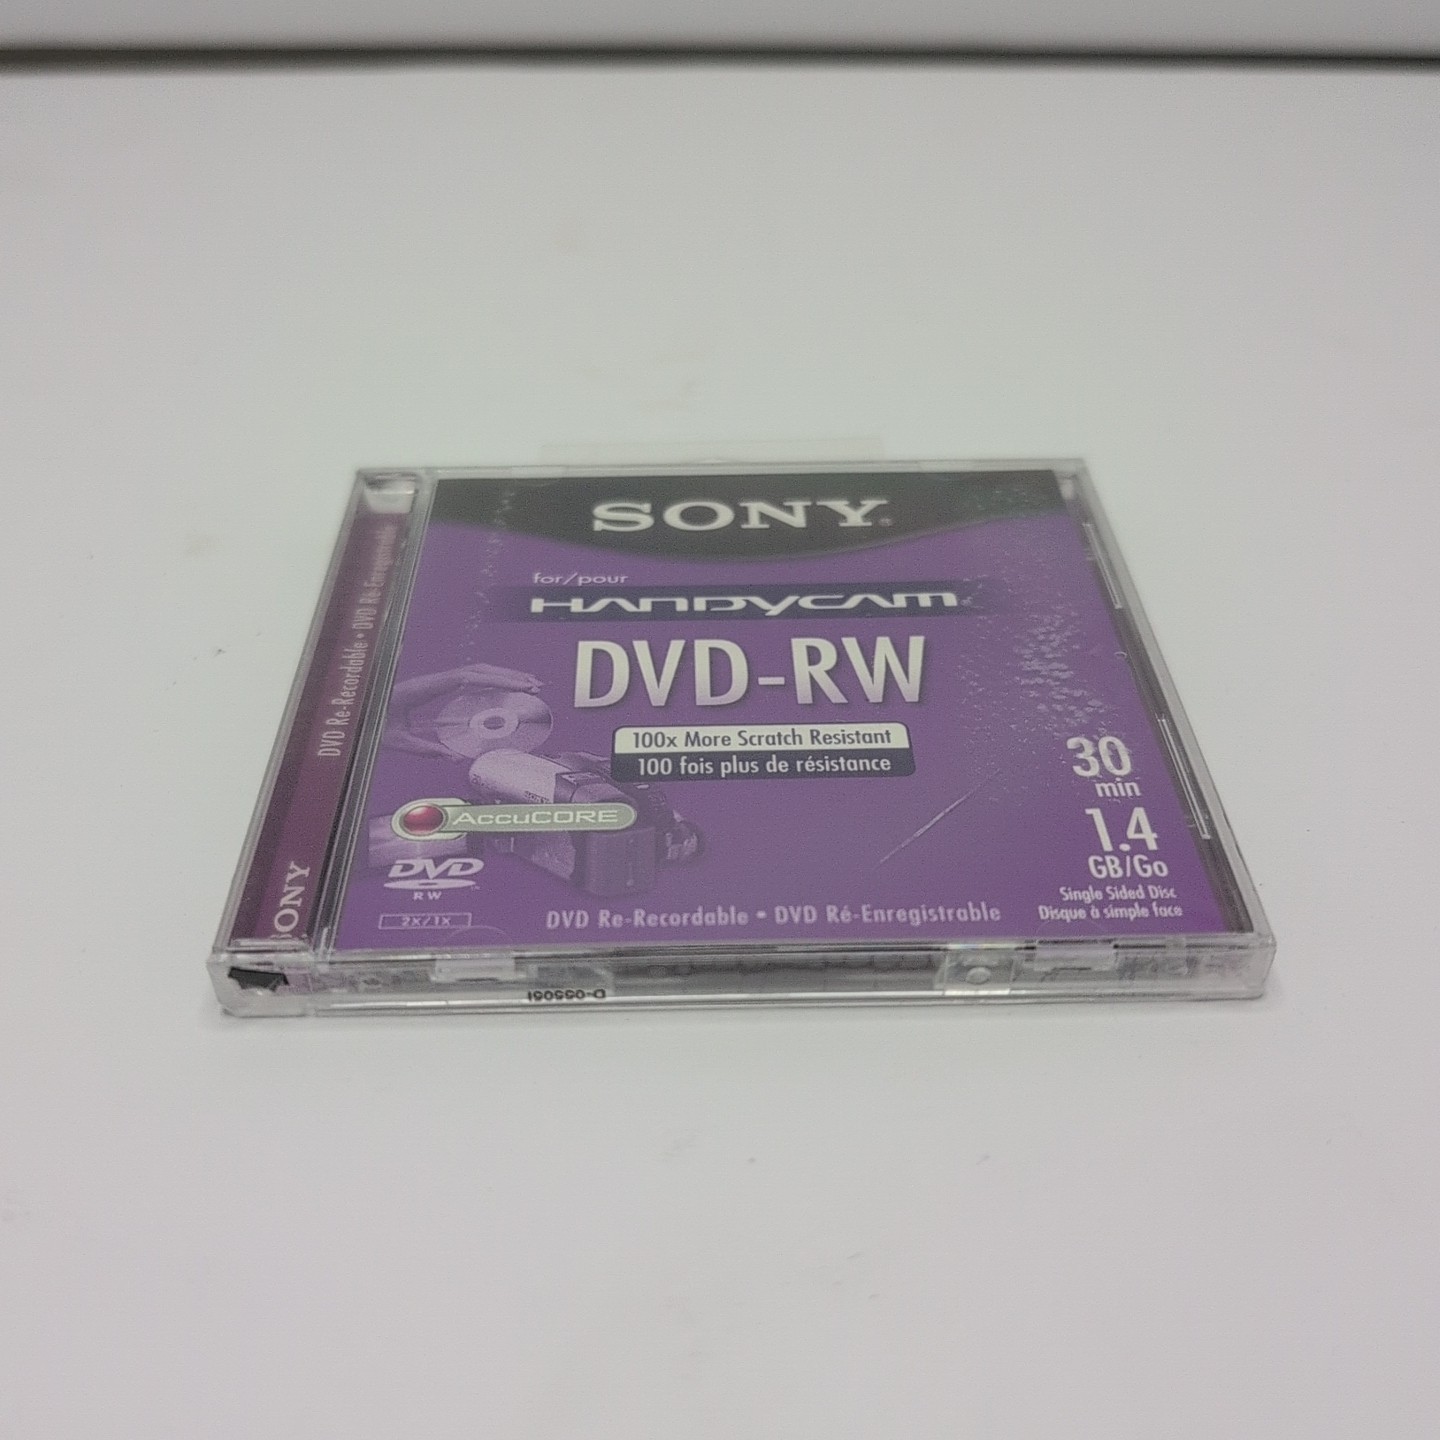 SONY
for/pour
HANDYCAM
DVD-RW
100x More Scratch Resistant
100 fois plus de résistance
AccuCORE
DVD
RW
2X/1X
30
min
1.4
GB/Go
Single Sided Disc
Disque à simple face
DVD Re-Recordable • DVD Ré-Enregistrable
SONY
DVD Re-Recordable • DVD Ré-Enregistrable
D-05505I